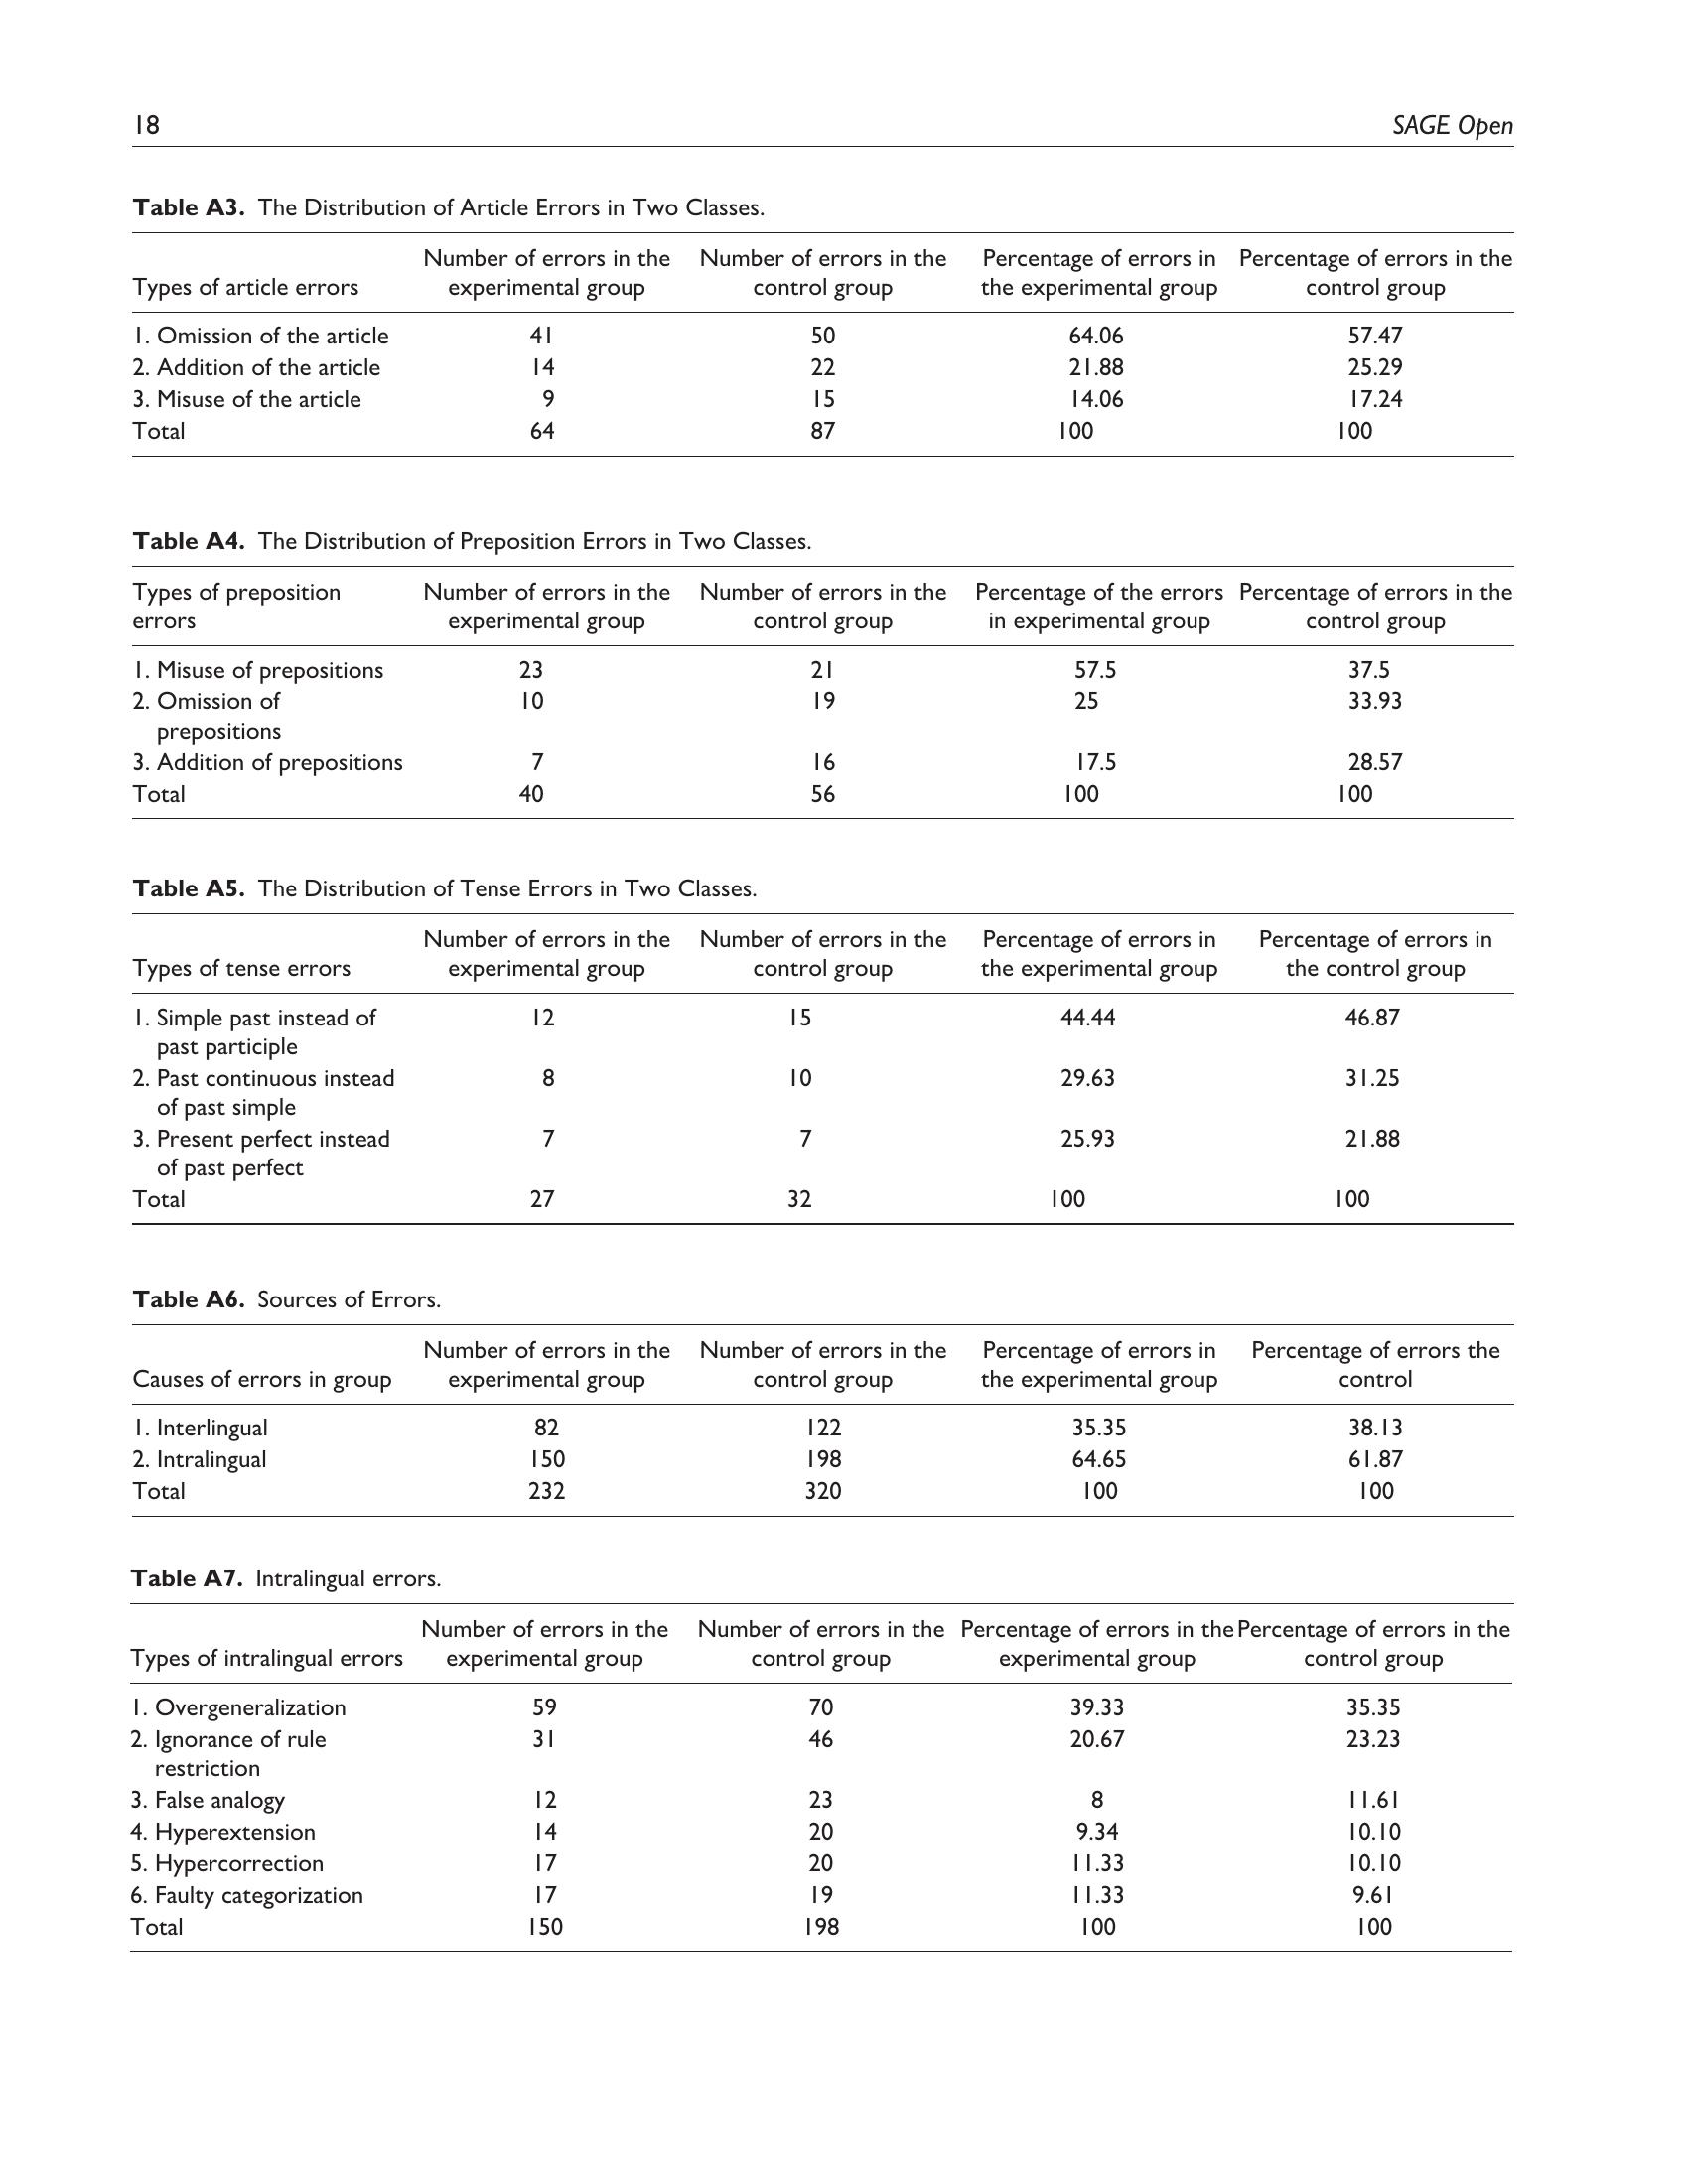 18 SAGE Open
Table A3. The Distribution of Article Errors in Two Classes.
Number of errors in the Number of errors in the Percentage of errors in Percentage of errors in the
Types of article errors experimental group control group the experimental group control group
1. Omission of the article 41 50 64.06 57.47
2. Addition of the article 14 22 21.88 25.29
3. Misuse of the article 9 15 14.06 17.24
Total 64 87 100 100
Table A4. The Distribution of Preposition Errors in Two Classes.
Types of preposition Number of errors in the Number of errors in the Percentage of the errors Percentage of errors in the
errors experimental group control group in experimental group control group
1. Misuse of prepositions 23 21 57.5 37.5
2. Omission of 10 19 25 33.93
prepositions
3. Addition of prepositions 7 16 17.5 28.57
Total 40 56 100 100
Table A5. The Distribution of Tense Errors in Two Classes.
Number of errors in the Number of errors in the Percentage of errors in Percentage of errors in
Types of tense errors experimental group control group the experimental group the control group
1. Simple past instead of 12 15 44.44 46.87
past participle
2. Past continuous instead 8 10 29.63 31.25
of past simple
3. Present perfect instead 7 7 25.93 21.88
of past perfect
Total 27 32 100 100
Table A6. Sources of Errors.
Number of errors in the Number of errors in the Percentage of errors in Percentage of errors the
Causes of errors in group experimental group control group the experimental group control
1. Interlingual 82 122 35.35 38.13
2. Intralingual 150 198 64.65 61.87
Total 232 320 100 100
Table A7. Intralingual errors.
Number of errors in the Number of errors in the Percentage of errors in the Percentage of errors in the
Types of intralingual errors experimental group control group experimental group control group
1. Overgeneralization 59 70 39.33 35.35
2. Ignorance of rule 31 46 20.67 23.23
restriction
3. False analogy 12 23 8 11.61
4. Hyperextension 14 20 9.34 10.10
5. Hypercorrection 17 20 11.33 10.10
6. Faulty categorization 17 19 11.33 9.61
Total 150 198 100 100